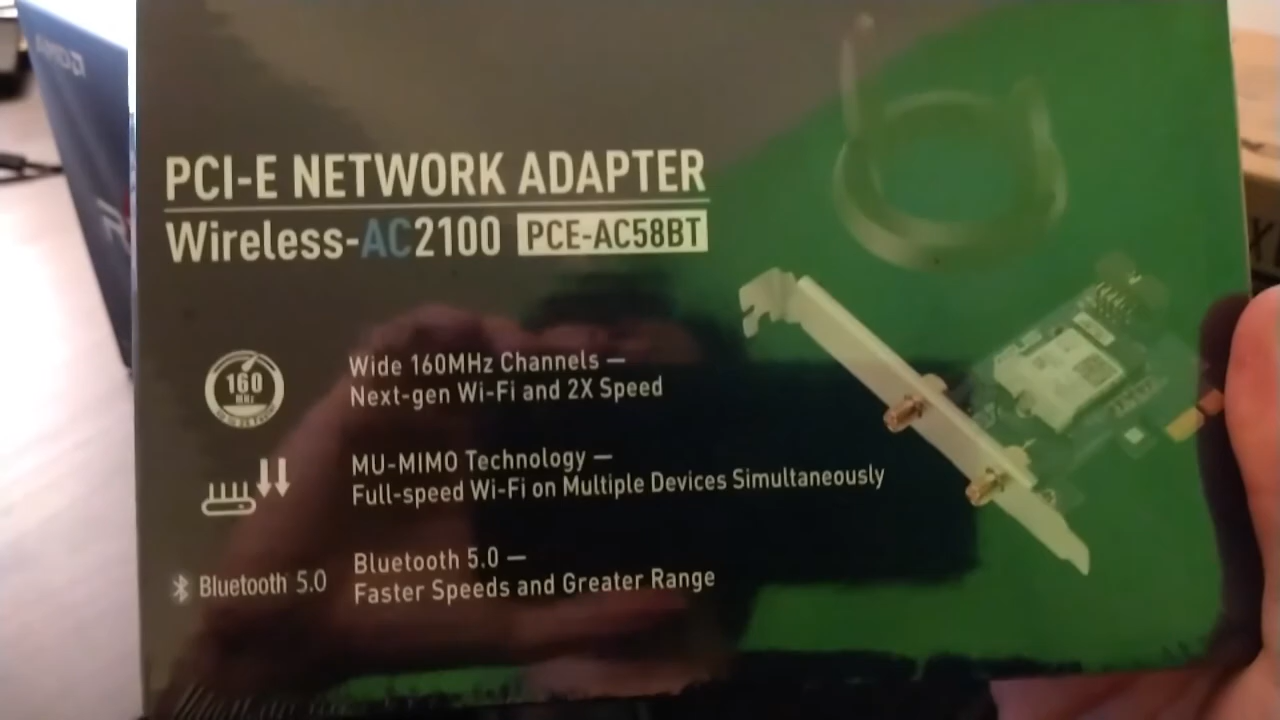 AMD
PCI-E NETWORK ADAPTER
Wireless-AC2100 PCE-AC58BT
160
MHz
Wide 160MHz Channels —
Next-gen Wi-Fi and 2X Speed
MU-MIMO Technology —
Full-speed Wi-Fi on Multiple Devices Simultaneously
Bluetooth 5.0
Bluetooth 5.0 —
Faster Speeds and Greater Range